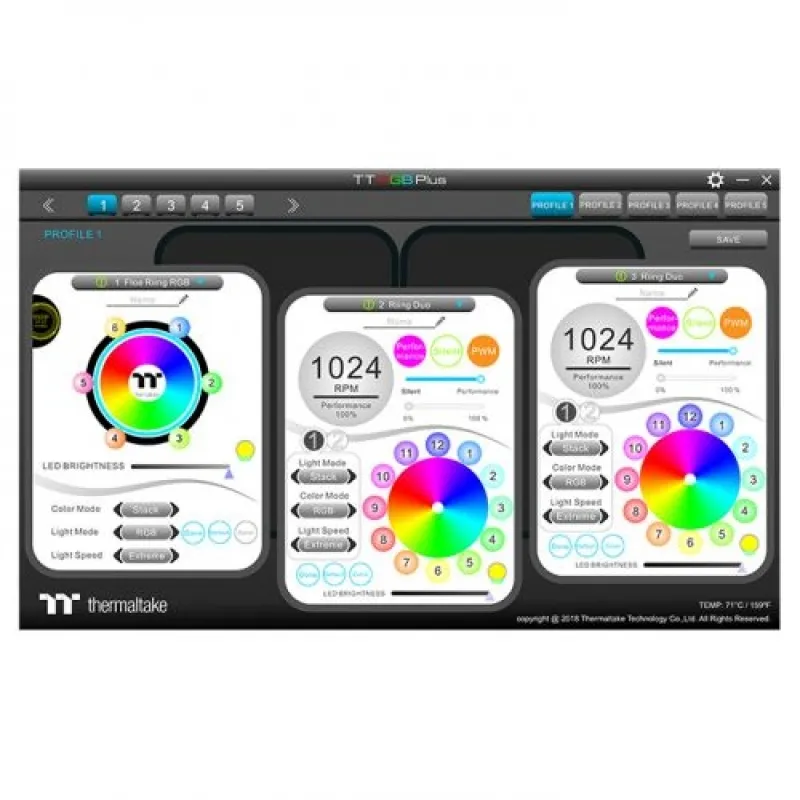 TT RGB Plus
1 2 3 4 5
PROFILE 1 PROFILE 2 PROFILE 3 PROFILE 4 PROFILE 5
PROFILE 1
SAVE
1 Floe Riing RGB
Name
6 1
5 2
4 3
thermaltake
LED BRIGHTNESS
Color Mode Stack
Light Mode RGB
Light Speed Extreme
2 Riing Duo
Name
1024
RPM
Performance
100%
Perfor-
mance
Silent
PWM
Silent Performance
0% 100 %
1 2
Light Mode
Stack
Color Mode
RGB
Light Speed
Extreme
12 1 2 3 4 5 6 7 8 9 10 11
LED BRIGHTNESS
3 Riing Duo
Name
1024
RPM
Performance
100%
Perfor-
mance
Silent
PWM
Silent Performance
0% 100 %
1 2
Light Mode
Stack
Color Mode
RGB
Light Speed
Extreme
12 1 2 3 4 5 6 7 8 9 10 11
LED BRIGHTNESS
thermaltake
TEMP: 71°C / 159°F
copyright @ 2018 Thermaltake Technology Co.,Ltd. All Rights Reserved.